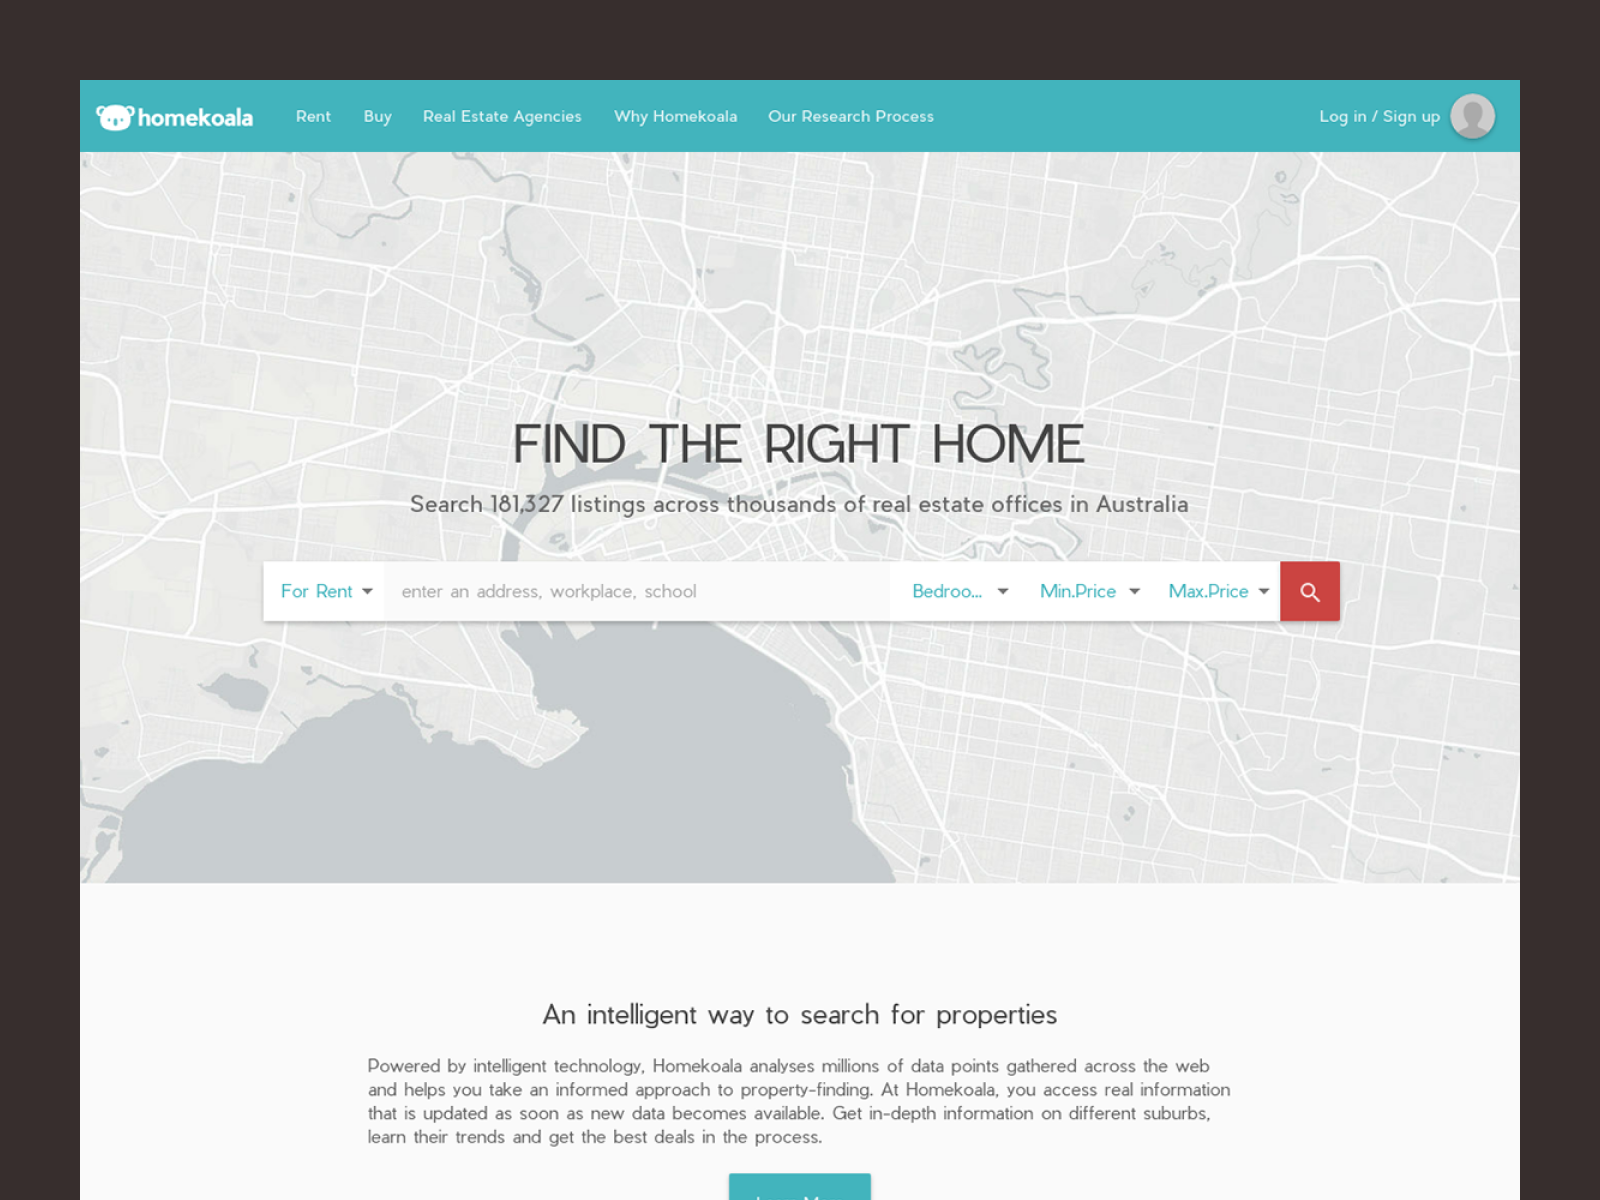 homekoala Rent Buy Real Estate Agencies Why Homekoala Our Research Process Log in / Sign up
FIND THE RIGHT HOME
Search 181,327 listings across thousands of real estate offices in Australia
For Rent enter an address, workplace, school Bedroo... Min.Price Max.Price
An intelligent way to search for properties
Powered by intelligent technology, Homekoala analyses millions of data points gathered across the web
and helps you take an informed approach to property-finding. At Homekoala, you access real information
that is updated as soon as new data becomes available. Get in-depth information on different suburbs,
learn their trends and get the best deals in the process.